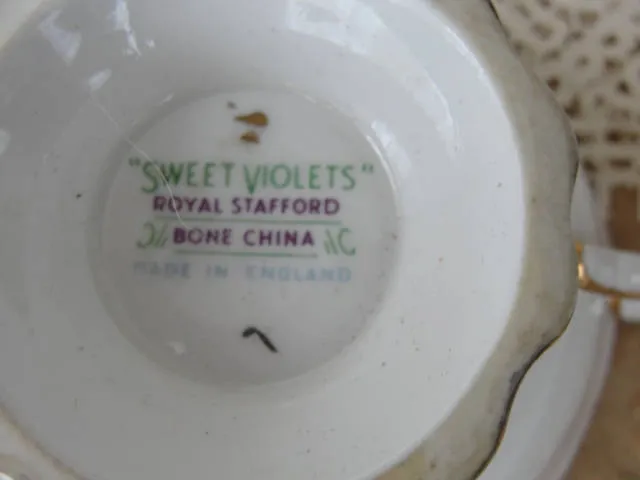 "SWEET VIOLETS"
ROYAL STAFFORD
BONE CHINA
MADE IN ENGLAND